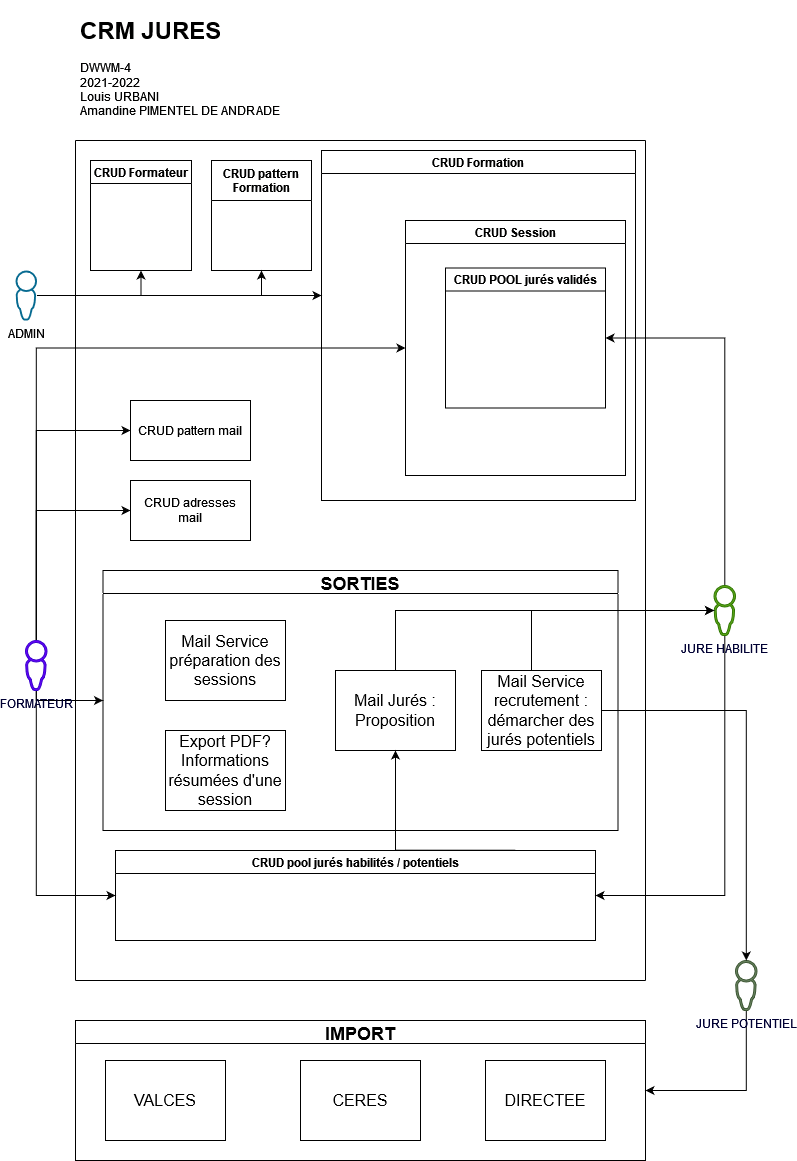 CRM JURES
DWWM-4
2021-2022
Louis URBANI
Amandine PIMENTEL DE ANDRADE
CRUD Formateur
CRUD pattern
Formation
CRUD Formation
CRUD Session
CRUD POOL jurés validés
ADMIN
CRUD pattern mail
CRUD adresses
mail
SORTIES
Mail Service
préparation des
sessions
Mail Jurés :
Proposition
Mail Service
recrutement :
démarcher des
jurés potentiels
JURE HABILITE
FORMATEUR
Export PDF?
Informations
résumées d'une
session
CRUD pool jurés habilités / potentiels
JURE POTENTIEL
IMPORT
VALCES
CERES
DIRECTEE